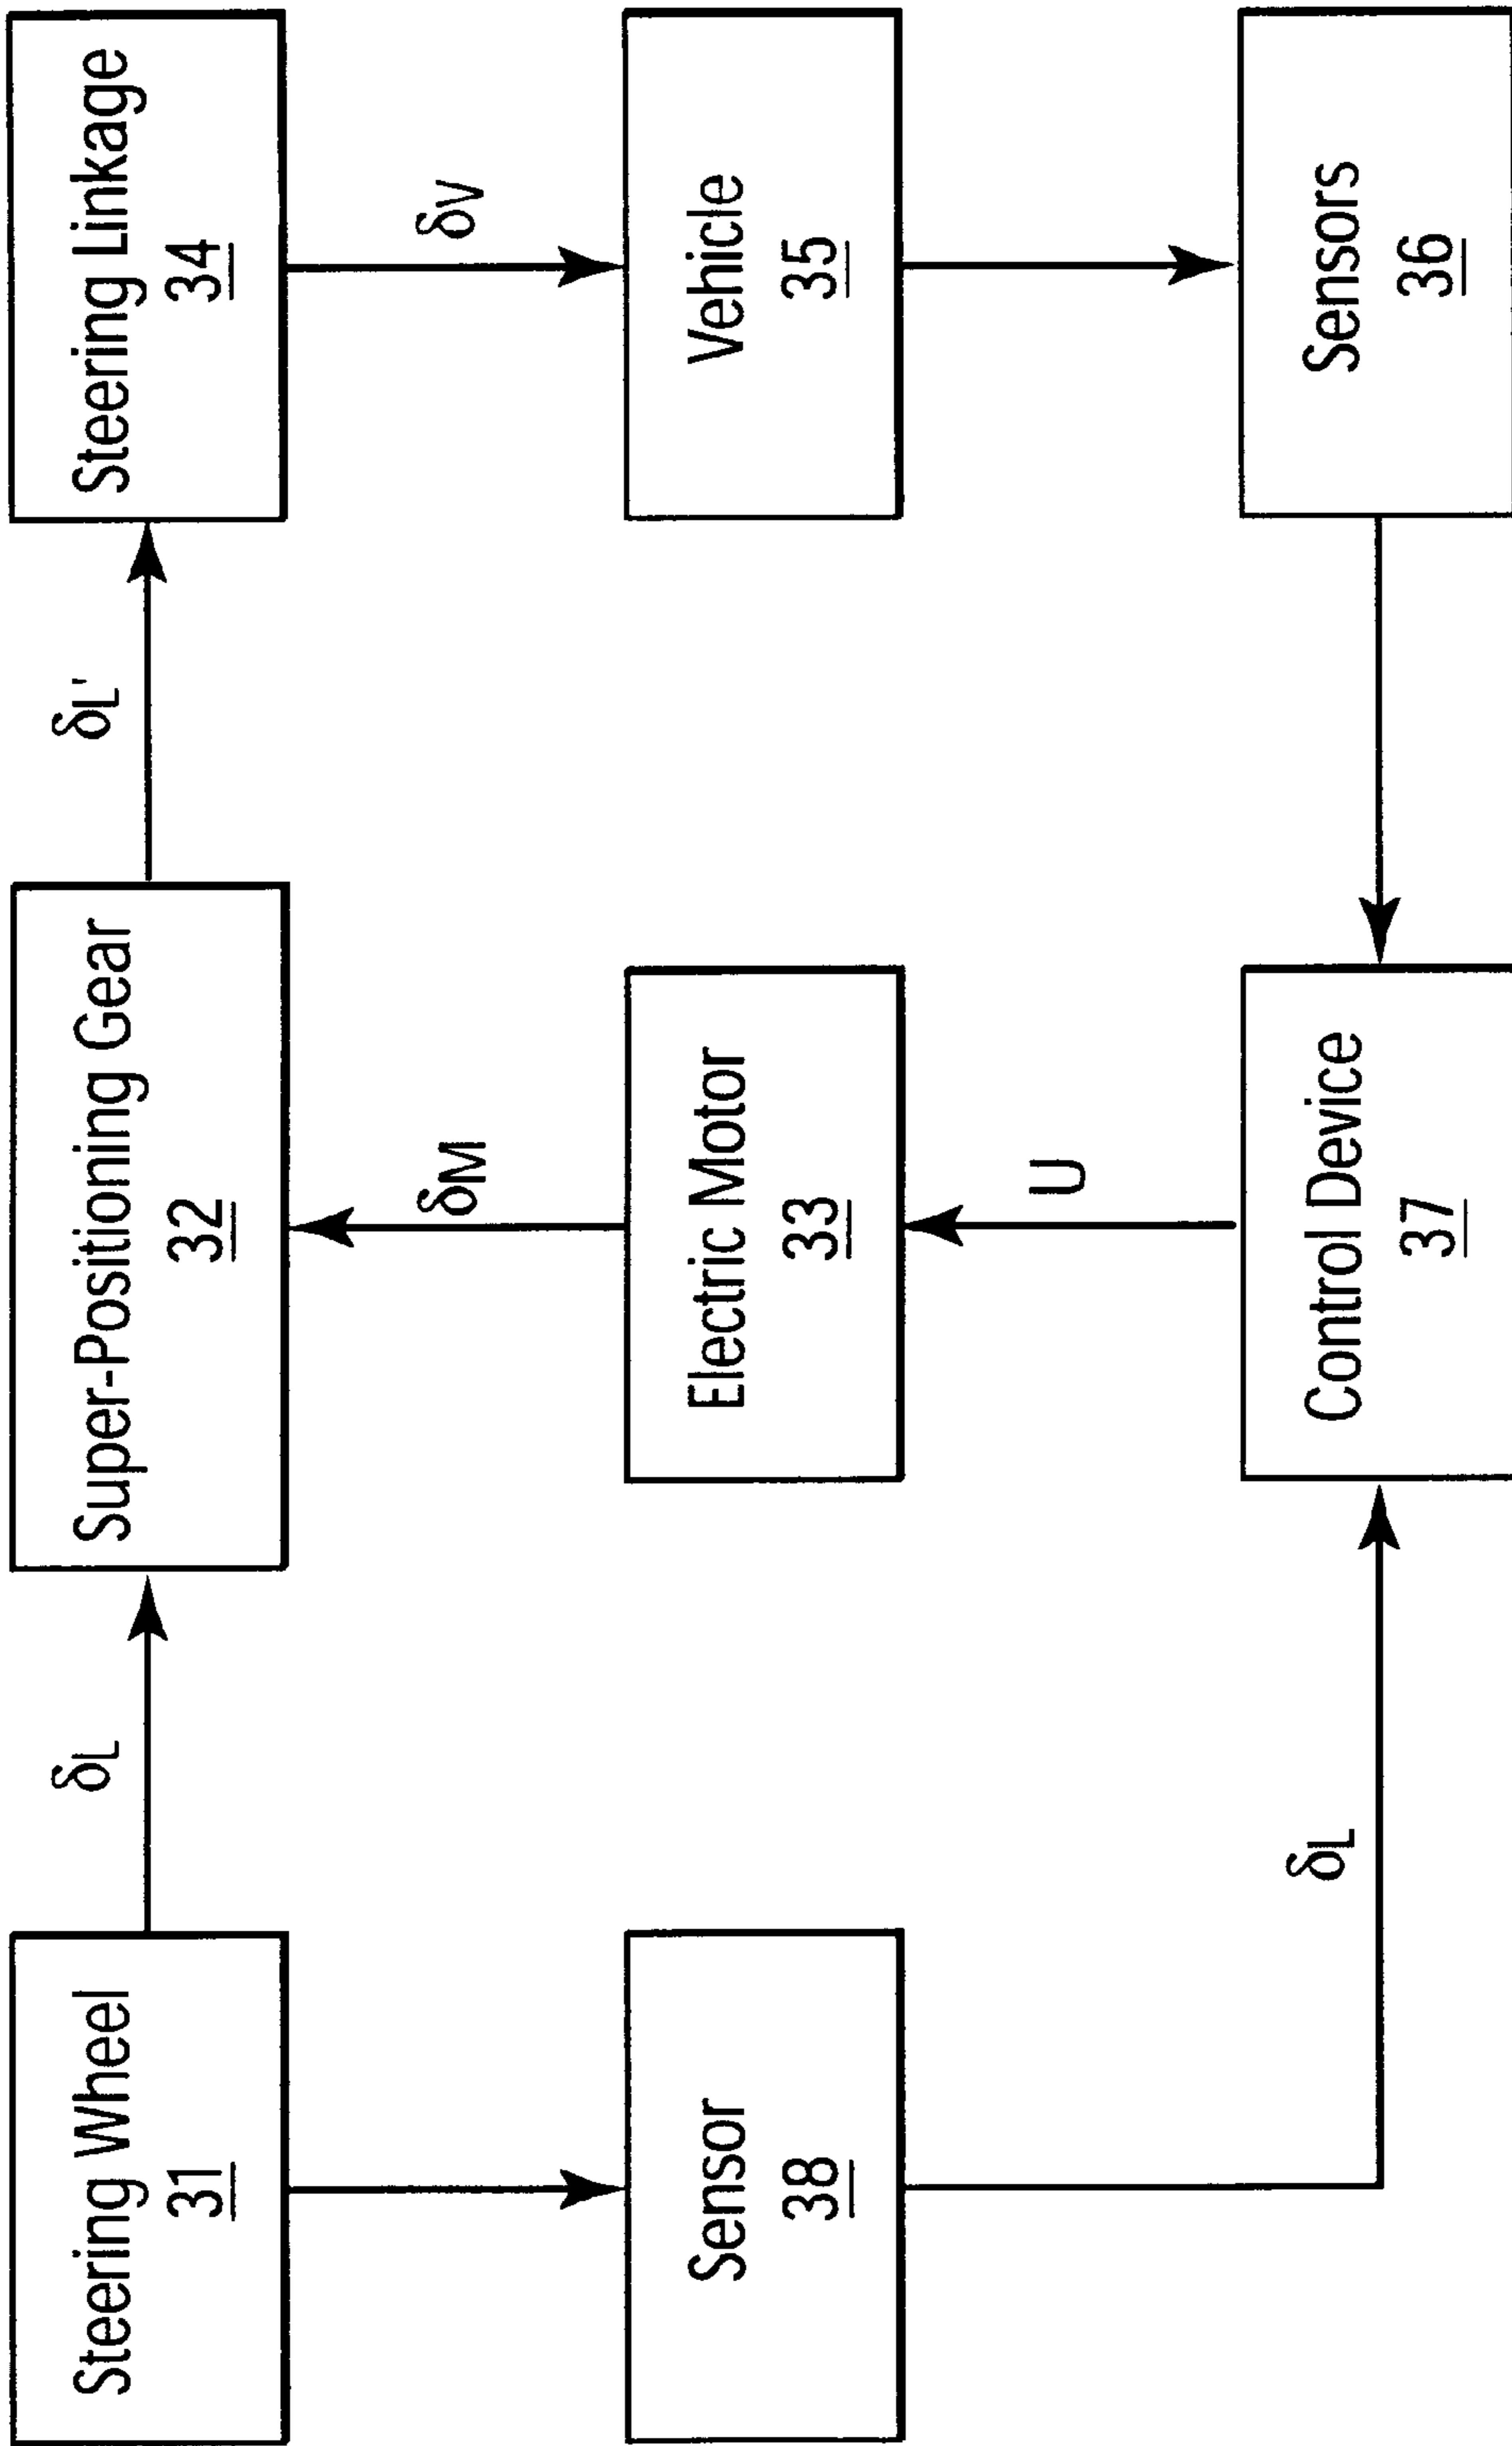 Steering Wheel
31
δL
Super-Positioning Gear
32
δL'
Steering Linkage
34
δM
δV
Sensor
38
Electric Motor
33
Vehicle
35
U
δL
Control Device
37
Sensors
36